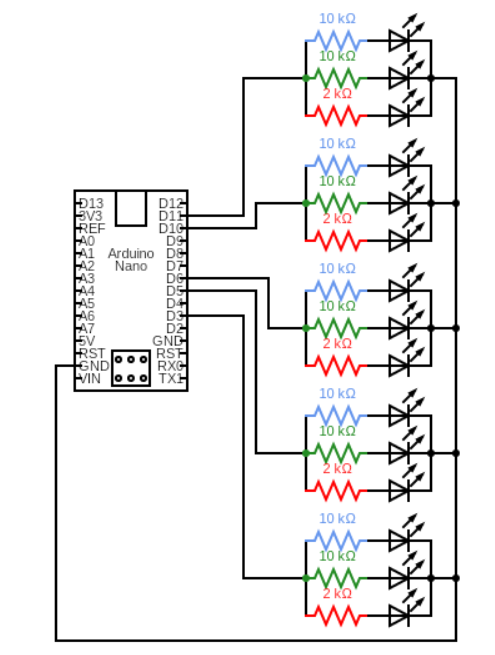 10 kΩ
10 kΩ
2 kΩ
10 kΩ
10 kΩ
2 kΩ
D13 D12
3V3 D11
REF D10
A0 D9
A1 Arduino D8
A2 Nano D7
A3 D6
A4 D5
A5 D4
A6 D3
A7 D2
5V GND
RST RST
GND RX0
VIN TX1
10 kΩ
10 kΩ
2 kΩ
10 kΩ
10 kΩ
2 kΩ
10 kΩ
10 kΩ
2 kΩ